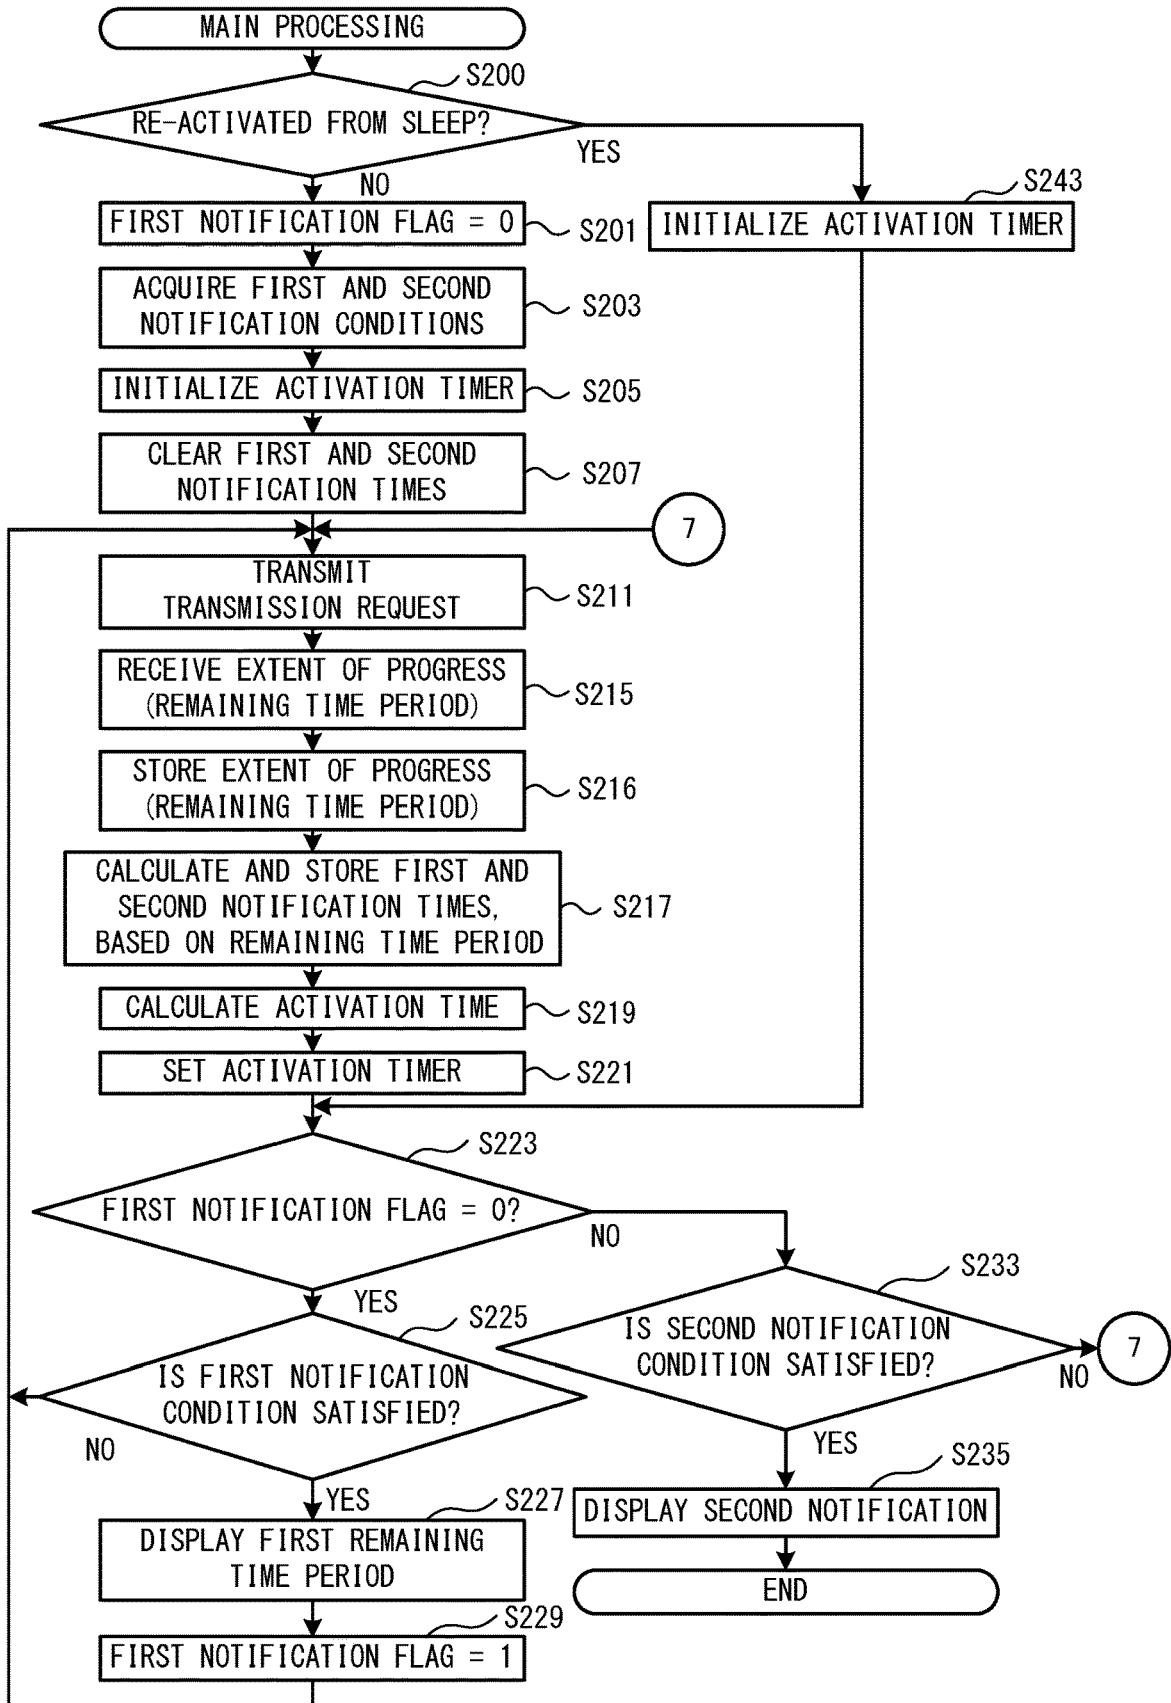 MAIN PROCESSING
S200
RE-ACTIVATED FROM SLEEP?
YES
NO
S243
INITIALIZE ACTIVATION TIMER
FIRST NOTIFICATION FLAG = 0
S201
ACQUIRE FIRST AND SECOND
NOTIFICATION CONDITIONS
S203
INITIALIZE ACTIVATION TIMER
S205
CLEAR FIRST AND SECOND
NOTIFICATION TIMES
S207
7
TRANSMIT
TRANSMISSION REQUEST
S211
RECEIVE EXTENT OF PROGRESS
(REMAINING TIME PERIOD)
S215
STORE EXTENT OF PROGRESS
(REMAINING TIME PERIOD)
S216
CALCULATE AND STORE FIRST AND
SECOND NOTIFICATION TIMES,
BASED ON REMAINING TIME PERIOD
S217
CALCULATE ACTIVATION TIME
S219
SET ACTIVATION TIMER
S221
S223
FIRST NOTIFICATION FLAG = 0?
NO
YES
S233
IS SECOND NOTIFICATION
CONDITION SATISFIED?
NO
7
YES
S225
IS FIRST NOTIFICATION
CONDITION SATISFIED?
NO
YES
S235
DISPLAY SECOND NOTIFICATION
END
S227
DISPLAY FIRST REMAINING
TIME PERIOD
S229
FIRST NOTIFICATION FLAG = 1